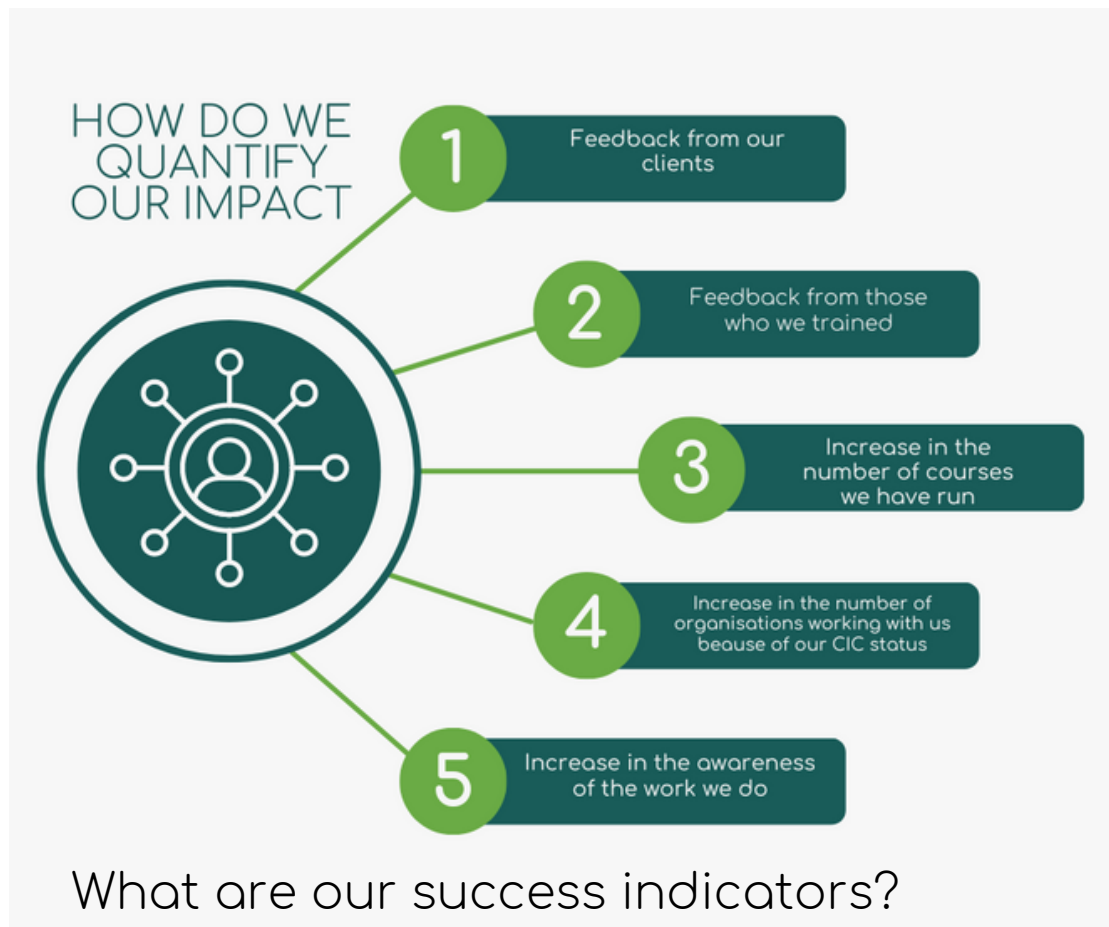 HOW DO WE
QUANTIFY
OUR IMPACT
1
Feedback from our
clients
2
Feedback from those
who we trained
3
Increase in the
number of courses
we have run
4
Increase in the number of
organisations working with us
beause of our CIC status
5
Increase in the awareness
of the work we do
What are our success indicators?